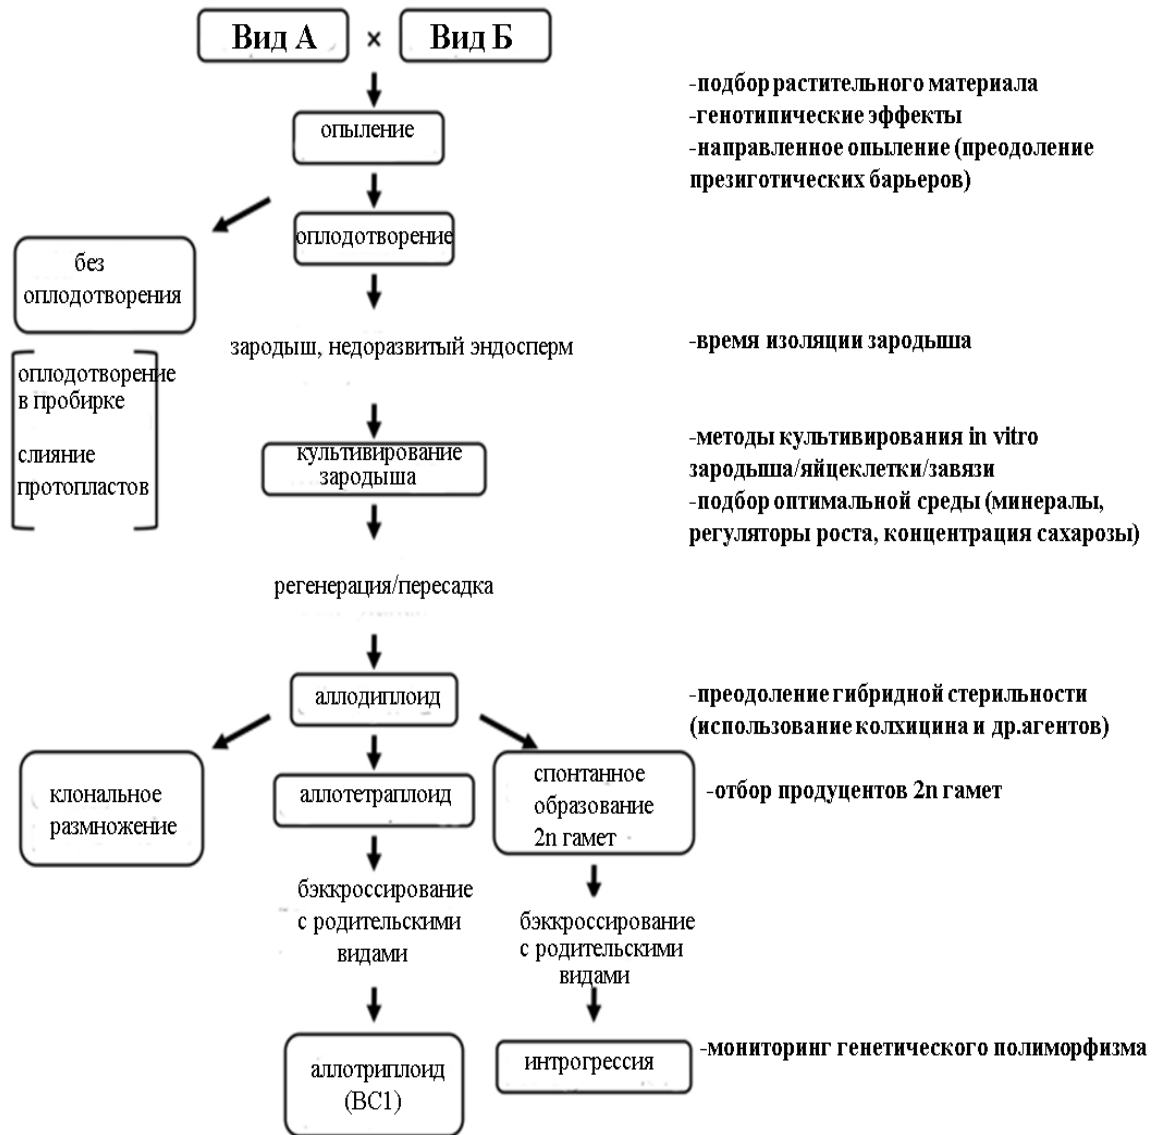 Вид А × Вид Б
-подбор растительного материала
-генотипические эффекты
-направленное опыление (преодоление
презиготических барьеров)
опыление
оплодотворение
без
оплодотворения
оплодотворение
в пробирке
слияние
протопластов
зародыш, недоразвитый эндосперм
-время изоляции зародыша
культивирование
зародыша
-методы культивирования in vitro
зародыша/яйцеклетки/завязи
-подбор оптимальной среды (минералы,
регуляторы роста, концентрация сахарозы)
регенерация/пересадка
аллодиплоид
-преодоление гибридной стерильности
(использование колхицина и др.агентов)
клональное
размножение
аллотетраплоид
спонтанное
образование
2n гамет
-отбор продуцентов 2n гамет
бэккроссирование
с родительскими
видами
бэккроссирование
с родительскими
видами
аллотриплоид
(BC1)
интрогрессия
-мониторинг генетического полиморфизма